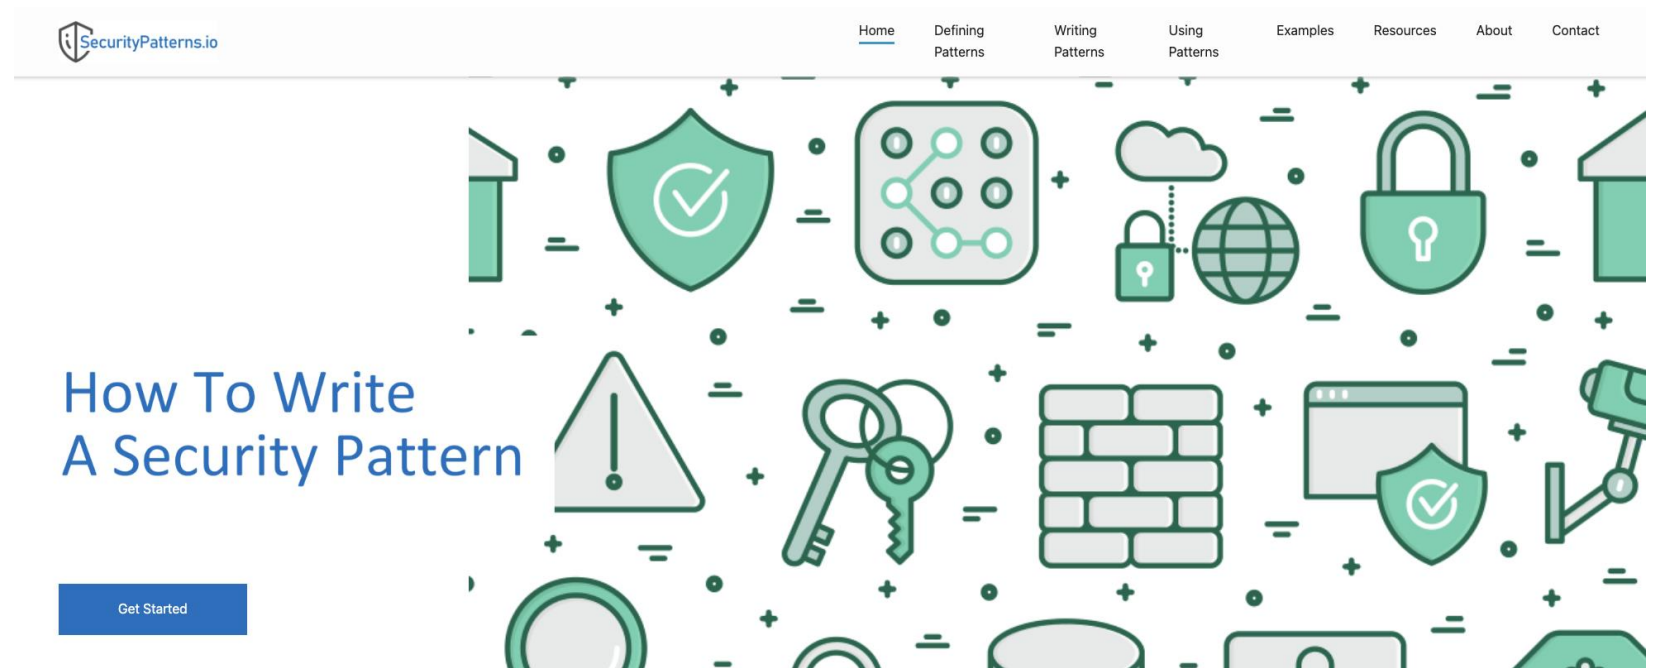 SecurityPatterns.io
Home
Defining
Patterns
Writing
Patterns
Using
Patterns
Examples
Resources
About
Contact
How To Write
A Security Pattern
Get Started